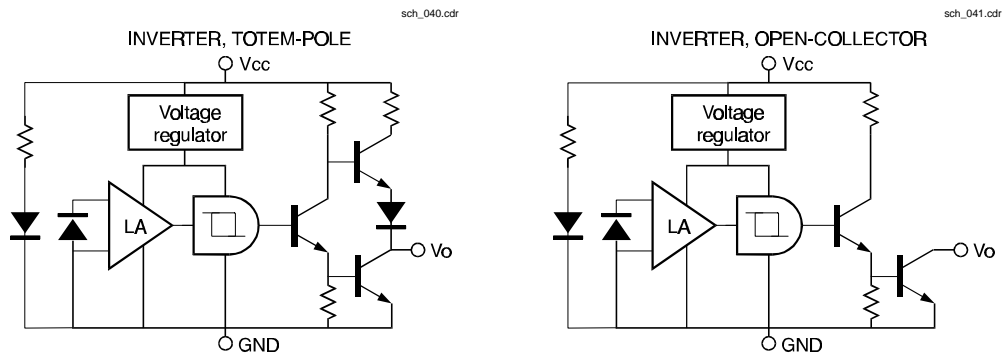 sch_040.cdr
INVERTER, TOTEM-POLE
Vcc
Voltage
regulator
LA
Vo
GND
sch_041.cdr
INVERTER, OPEN-COLLECTOR
Vcc
Voltage
regulator
LA
Vo
GND